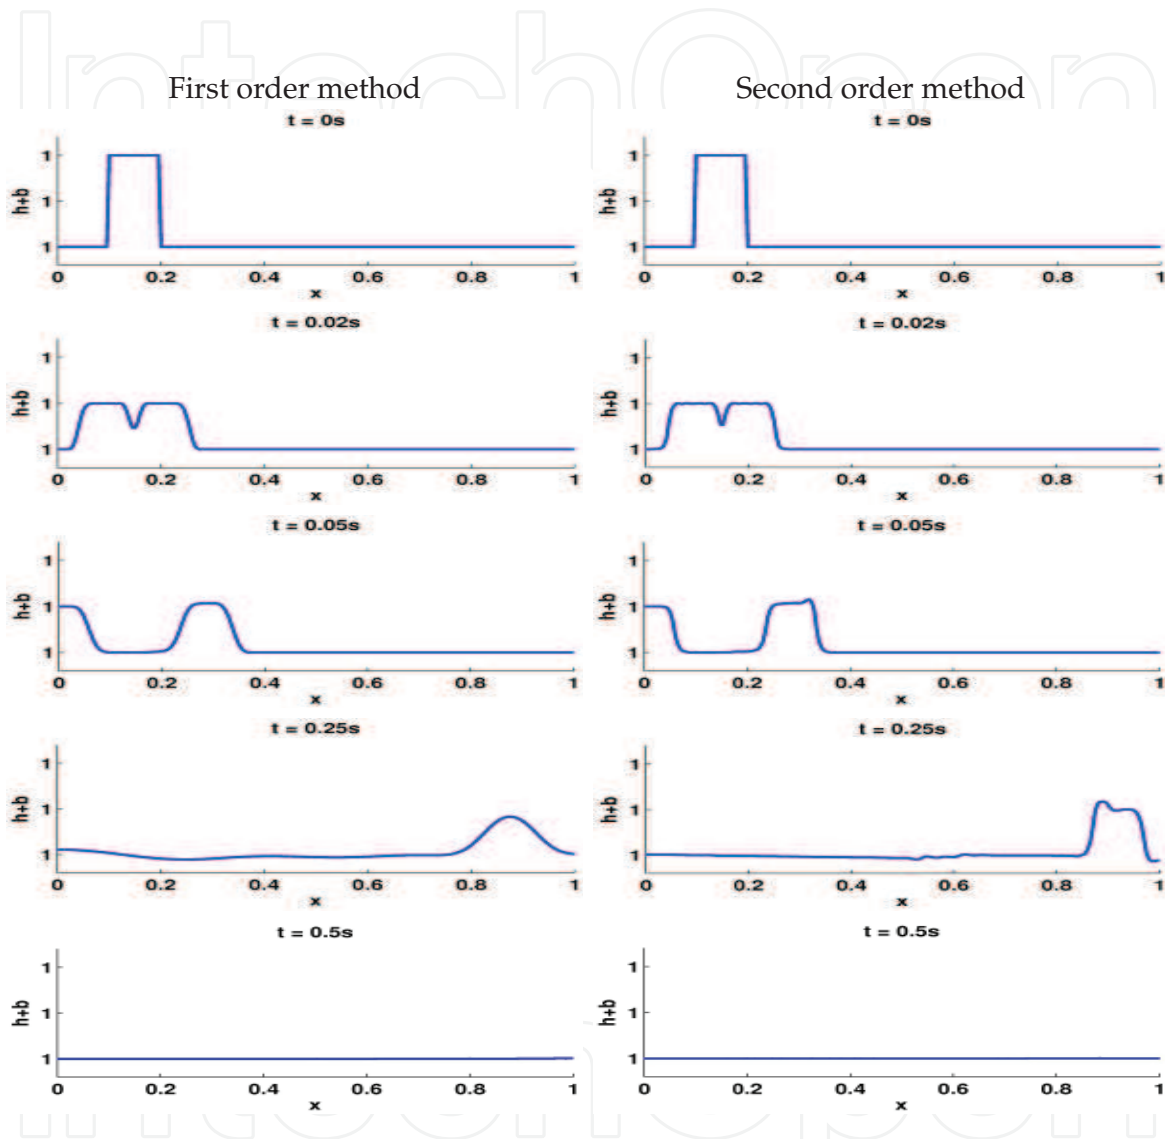 IntechOpen
First order method Second order method
t = 0s t = 0s
1 1
h+b h+b
1 1
1 1
0 0.2 0.4 0.6 0.8 1 0 0.2 0.4 0.6 0.8 1
x x
t = 0.02s t = 0.02s
1 1
h+b h+b
1 1
1 1
0 0.2 0.4 0.6 0.8 1 0 0.2 0.4 0.6 0.8 1
x x
t = 0.05s t = 0.05s
1 1
h+b h+b
1 1
1 1
0 0.2 0.4 0.6 0.8 1 0 0.2 0.4 0.6 0.8 1
x x
t = 0.25s t = 0.25s
1 1
h+b h+b
1 1
1 1
0 0.2 0.4 0.6 0.8 1 0 0.2 0.4 0.6 0.8 1
x x
t = 0.5s t = 0.5s
1 1
h+b h+b
1 1
1 1
0 0.2 0.4 0.6 0.8 1 0 0.2 0.4 0.6 0.8 1
x x
IntechOpen